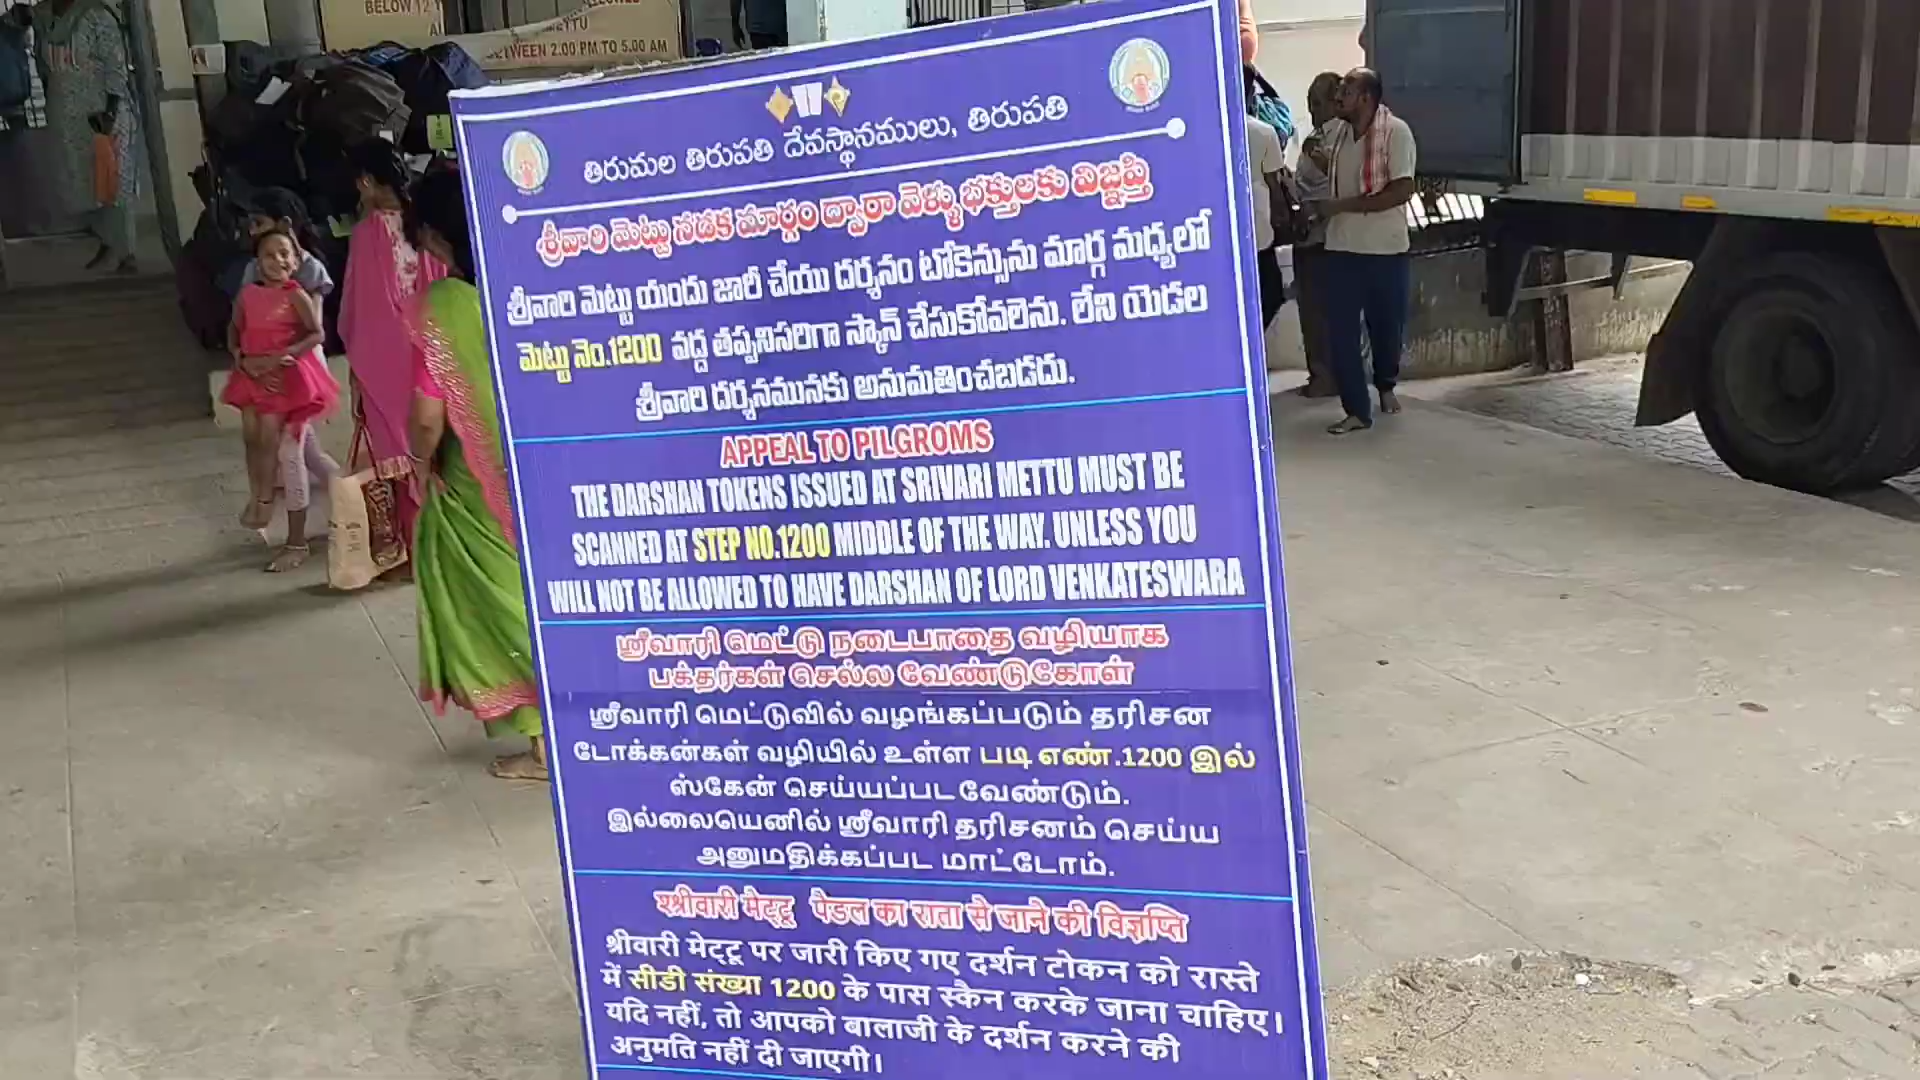 BELOW 12 Y
BETWEEN 2.00 PM TO 5.00 AM
తిరుమల తిరుపతి దేవస్థానములు, తిరుపతి
శ్రీవారి మెట్టు నడక మార్గం ద్వారా వెళ్ళు భక్తులకు విజ్ఞప్తి
శ్రీవారి మెట్టు యందు జారీ చేయు దర్శనం టోకెన్సును మార్గ మధ్యలో
మెట్టు నెం.1200 వద్ద తప్పనిసరిగా స్కాన్ చేసుకోవలెను. లేని యెడల
శ్రీవారి దర్శనమునకు అనుమతించబడదు.
APPEAL TO PILGROMS
THE DARSHAN TOKENS ISSUED AT SRIVARI METTU MUST BE
SCANNED AT STEP NO.1200 MIDDLE OF THE WAY. UNLESS YOU
WILL NOT BE ALLOWED TO HAVE DARSHAN OF LORD VENKATESWARA
ஸ்ரீவாரி மெட்டு நடைபாதை வழியாக
பக்தர்கள் செல்ல வேண்டுகோள்
ஸ்ரீவாரி மெட்டுவில் வழங்கப்படும் தரிசன
டோக்கன்கள் வழியில் உள்ள படி எண்.1200 இல்
ஸ்கேன் செய்யப்பட வேண்டும்.
இல்லையெனில் ஸ்ரீவாரி தரிசனம் செய்ய
அனுமதிக்கப்பட மாட்டோம்.
श्श्रीवारी मेट्टू पैडल का राता से जाने की विज्ञप्ति
श्रीवारी मेट्टू पर जारी किए गए दर्शन टोकन को रास्ते
में सीडी संख्या 1200 के पास स्कैन करके जाना चाहिए।
यदि नहीं, तो आपको बालाजी के दर्शन करने की
अनुमति नहीं दी जाएगी।